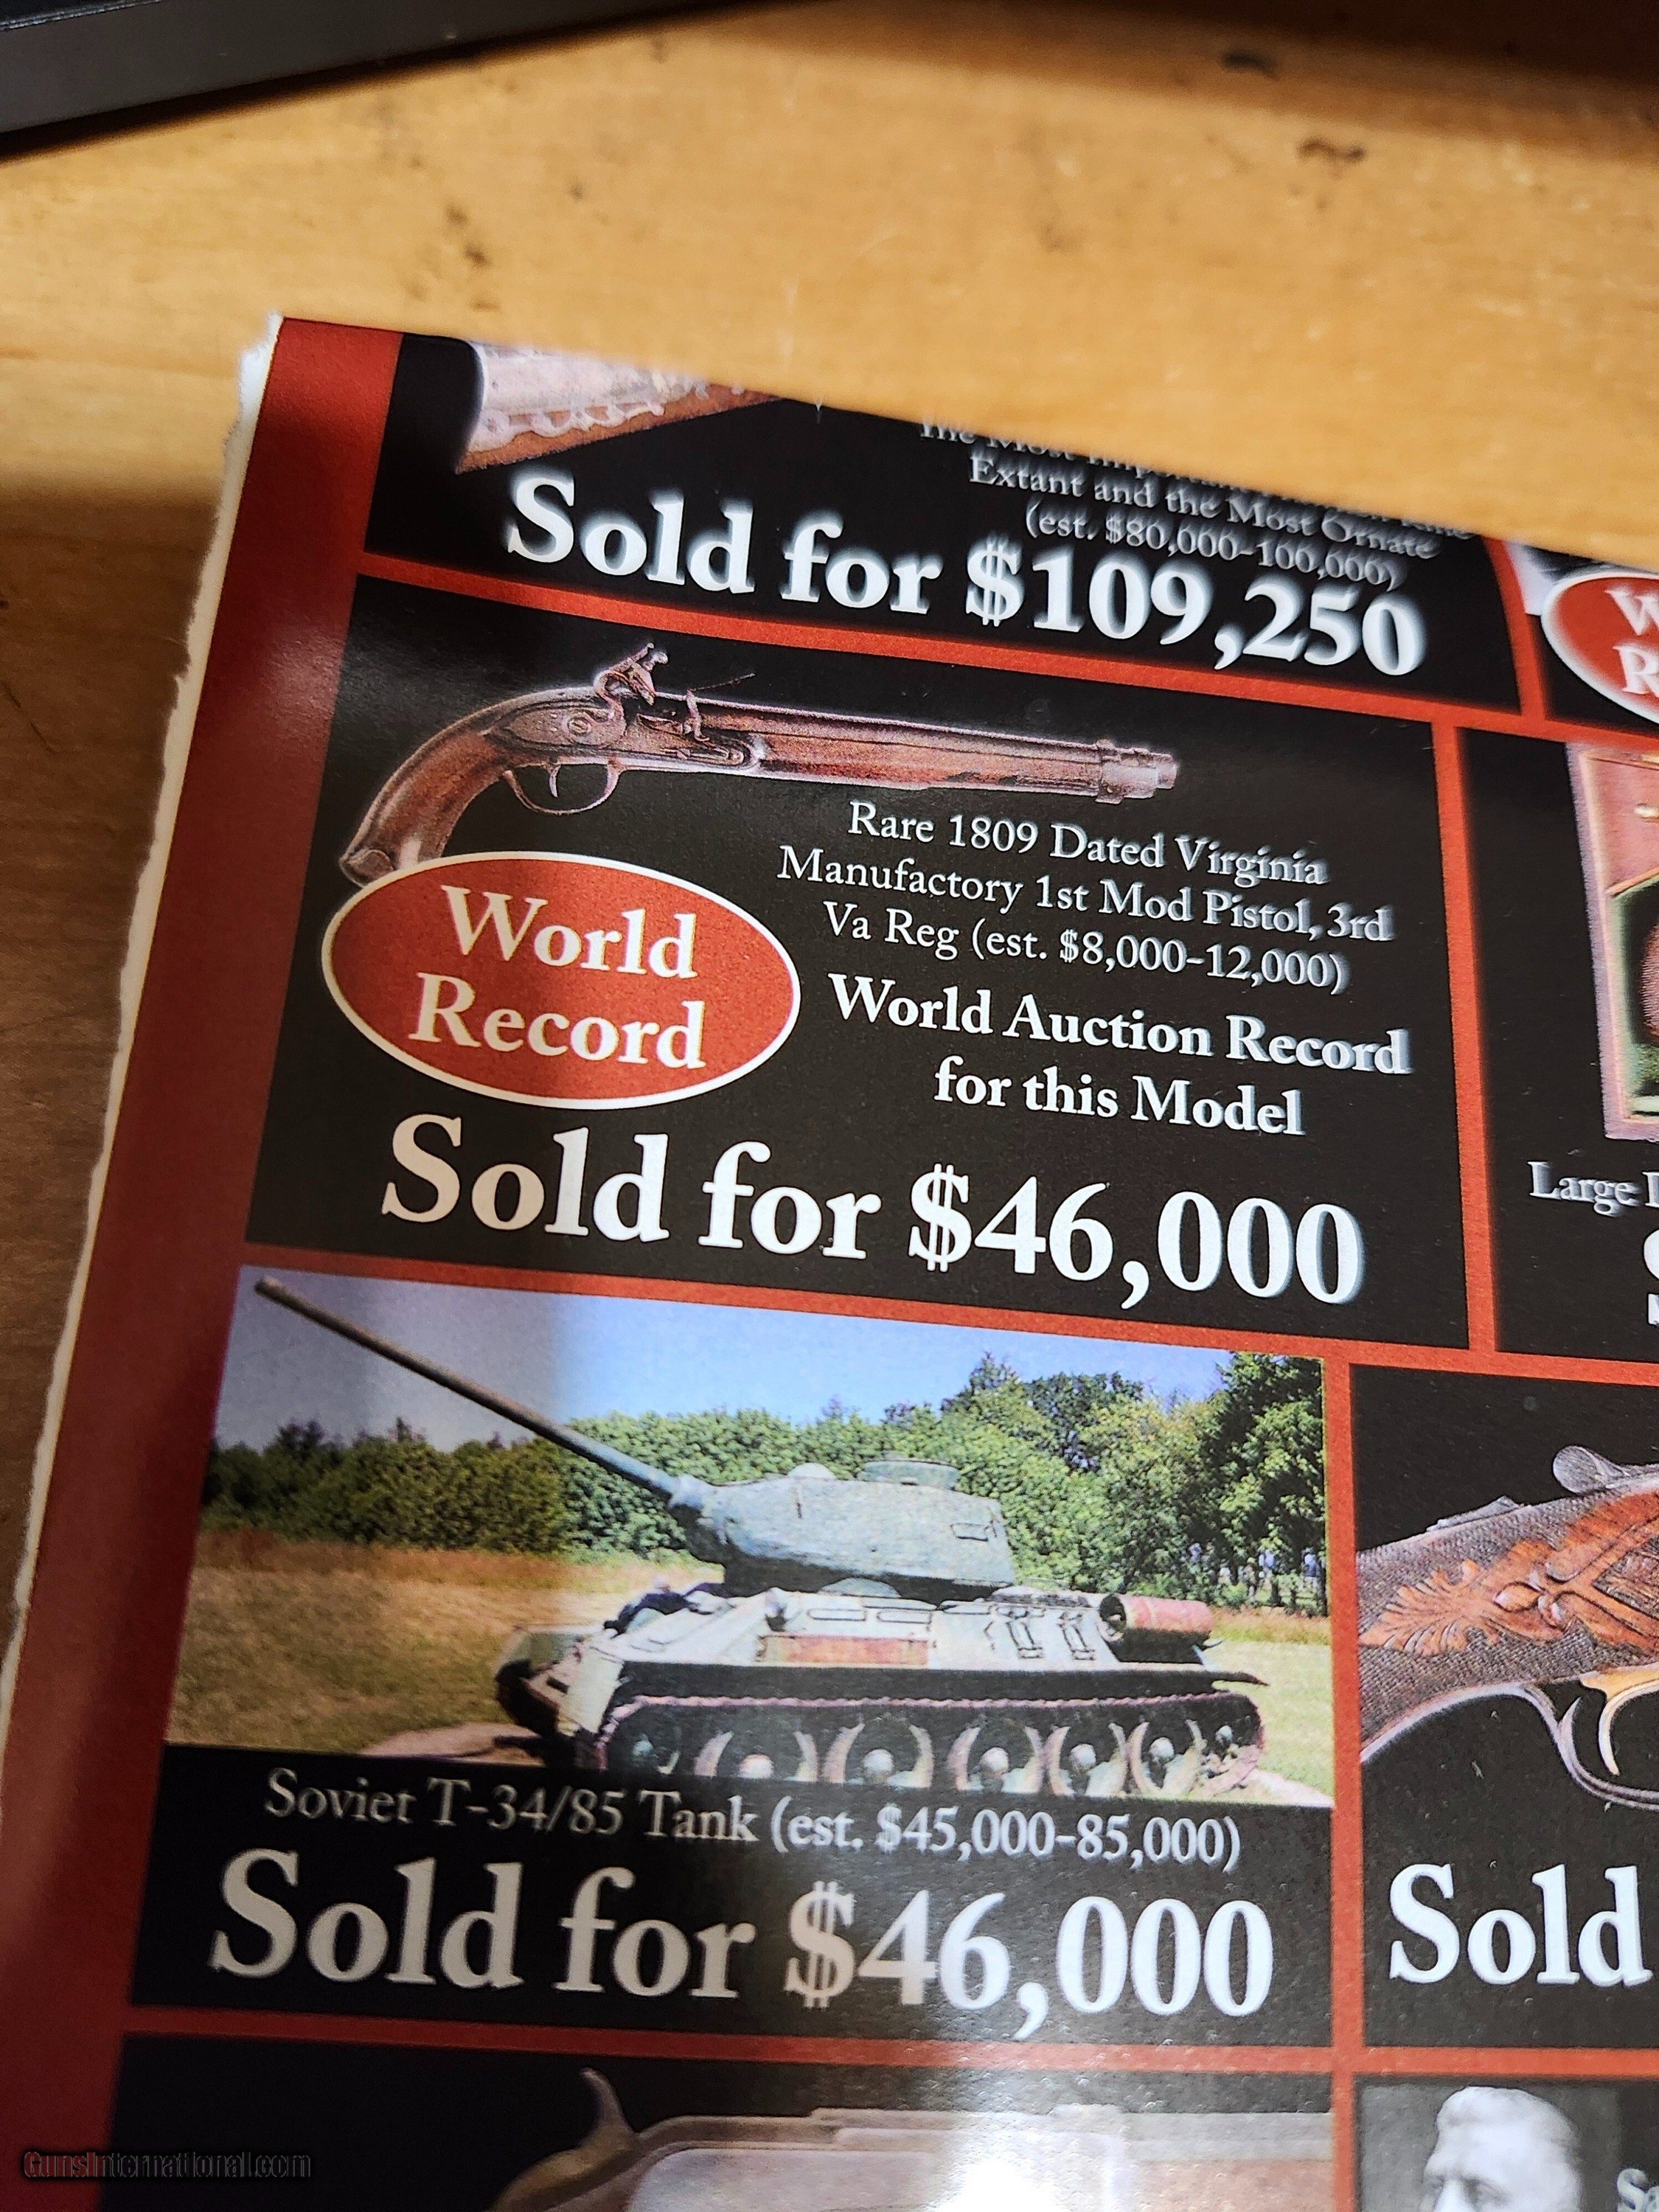 Extant and the Most Ornate
(est. $80,000-100,000)
Sold for $109,250
Rare 1809 Dated Virginia
Manufactory 1st Mod Pistol, 3rd
Va Reg (est. $8,000-12,000)
World
Record
World Auction Record
for this Model
Sold for $46,000
Large
Soviet T-34/85 Tank (est. $45,000-85,000)
Sold for $46,000
Sold
GunsInternational.com